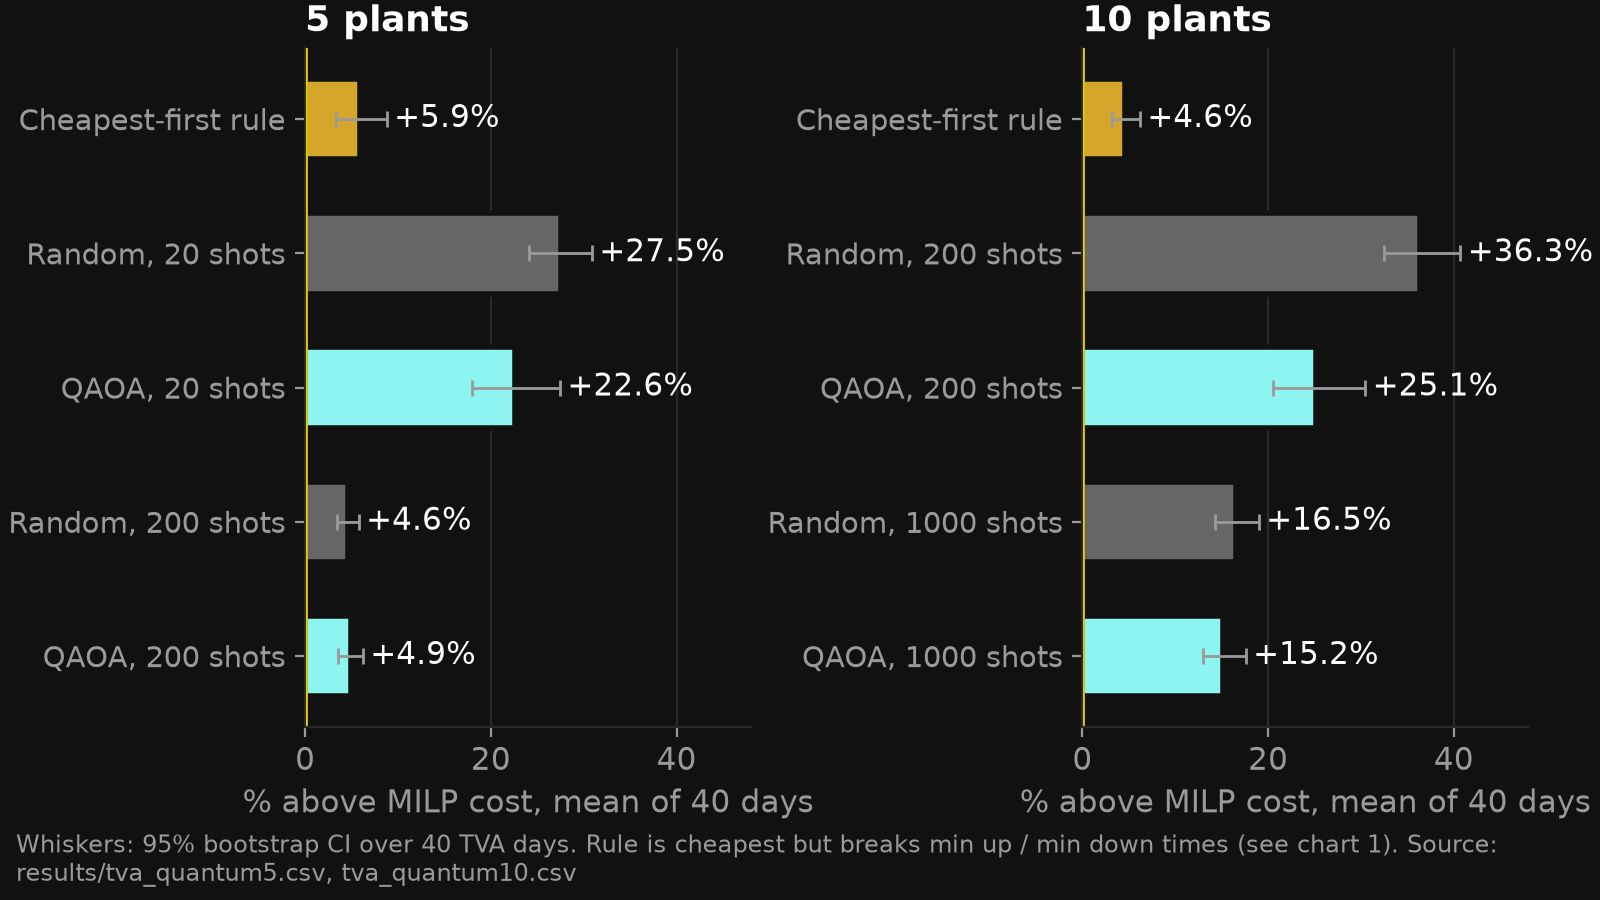 5 plants
Cheapest-first rule
+5.9%
Random, 20 shots
+27.5%
QAOA, 20 shots
+22.6%
Random, 200 shots
+4.6%
QAOA, 200 shots
+4.9%
0 20 40
% above MILP cost, mean of 40 days
10 plants
Cheapest-first rule
+4.6%
Random, 200 shots
+36.3%
QAOA, 200 shots
+25.1%
Random, 1000 shots
+16.5%
QAOA, 1000 shots
+15.2%
0 20 40
% above MILP cost, mean of 40 days
Whiskers: 95% bootstrap CI over 40 TVA days. Rule is cheapest but breaks min up / min down times (see chart 1). Source:
results/tva_quantum5.csv, tva_quantum10.csv